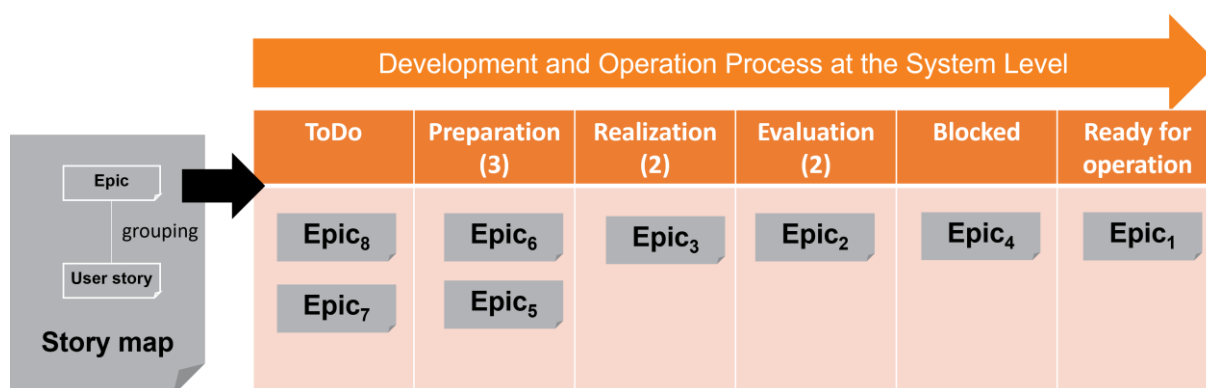 Development and Operation Process at the System Level
ToDo
Preparation
(3)
Realization
(2)
Evaluation
(2)
Blocked
Ready for
operation
Epic
grouping
User story
Story map
Epic₈
Epic₇
Epic₆
Epic₅
Epic₃
Epic₂
Epic₄
Epic₁